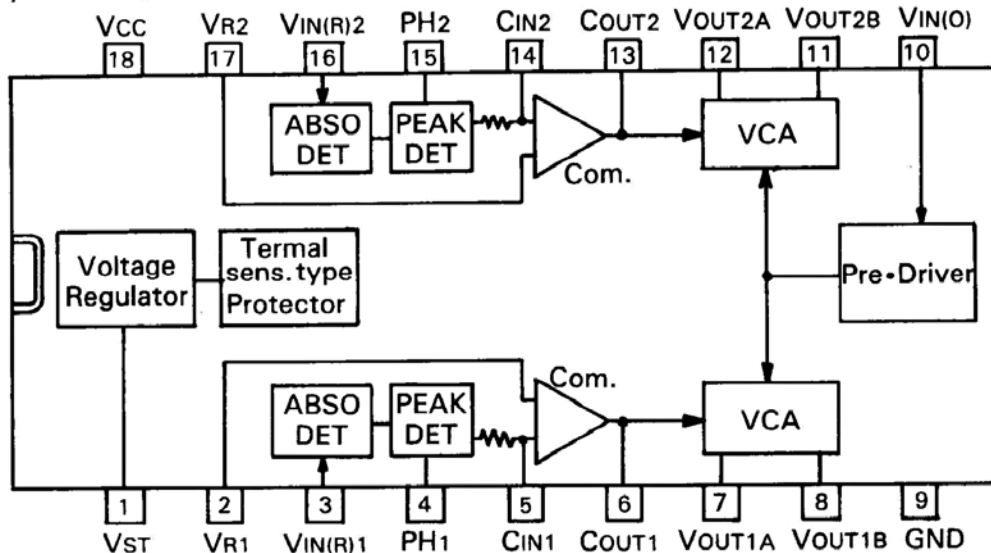 VCC VR2 VIN(R)2 PH2 CIN2 COUT2 VOUT2A VOUT2B VIN(O)
18 17 16 15 14 13 12 11 10
ABSO DET
PEAK DET
Com.
VCA
Voltage Regulator
Termal sens.type Protector
Pre-Driver
ABSO DET
PEAK DET
Com.
VCA
1 2 3 4 5 6 7 8 9
VST VR1 VIN(R)1 PH1 CIN1 COUT1 VOUT1A VOUT1B GND